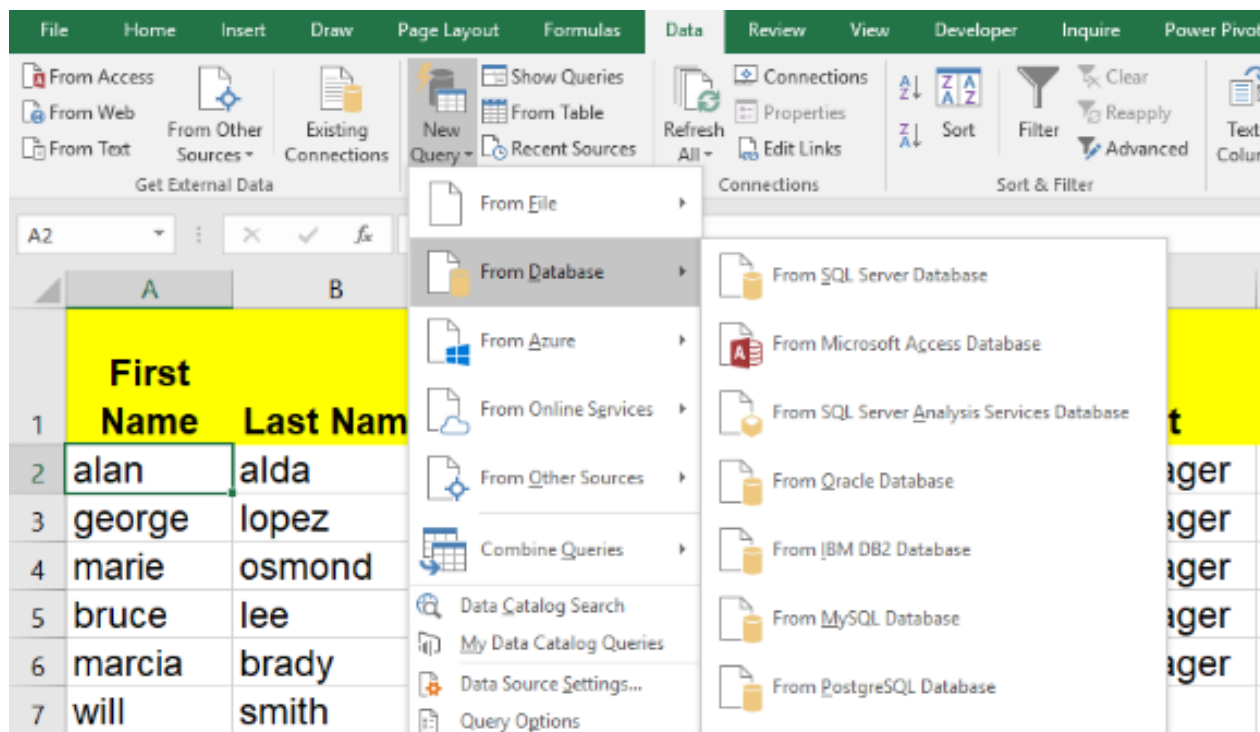 File Home Insert Draw Page Layout Formulas Data Review View Developer Inquire Power Pivot
From Access
From Web
From Text
From Other
Sources
Existing
Connections
Get External Data
New
Query
Show Queries
From Table
Recent Sources
Refresh
All
Connections
Properties
Edit Links
Connections
Sort
Filter
Clear
Reapply
Advanced
Sort & Filter
Text
Colum
A2
fx
From File
From Database
From Azure
From Online Services
From Other Sources
Combine Queries
Data Catalog Search
My Data Catalog Queries
Data Source Settings...
Query Options
From SQL Server Database
From Microsoft Access Database
From SQL Server Analysis Services Database
From Oracle Database
From IBM DB2 Database
From MySQL Database
From PostgreSQL Database
A B
First
1 Name Last Nam t
2 alan alda ager
3 george lopez ager
4 marie osmond ager
5 bruce lee ager
6 marcia brady ager
7 will smith